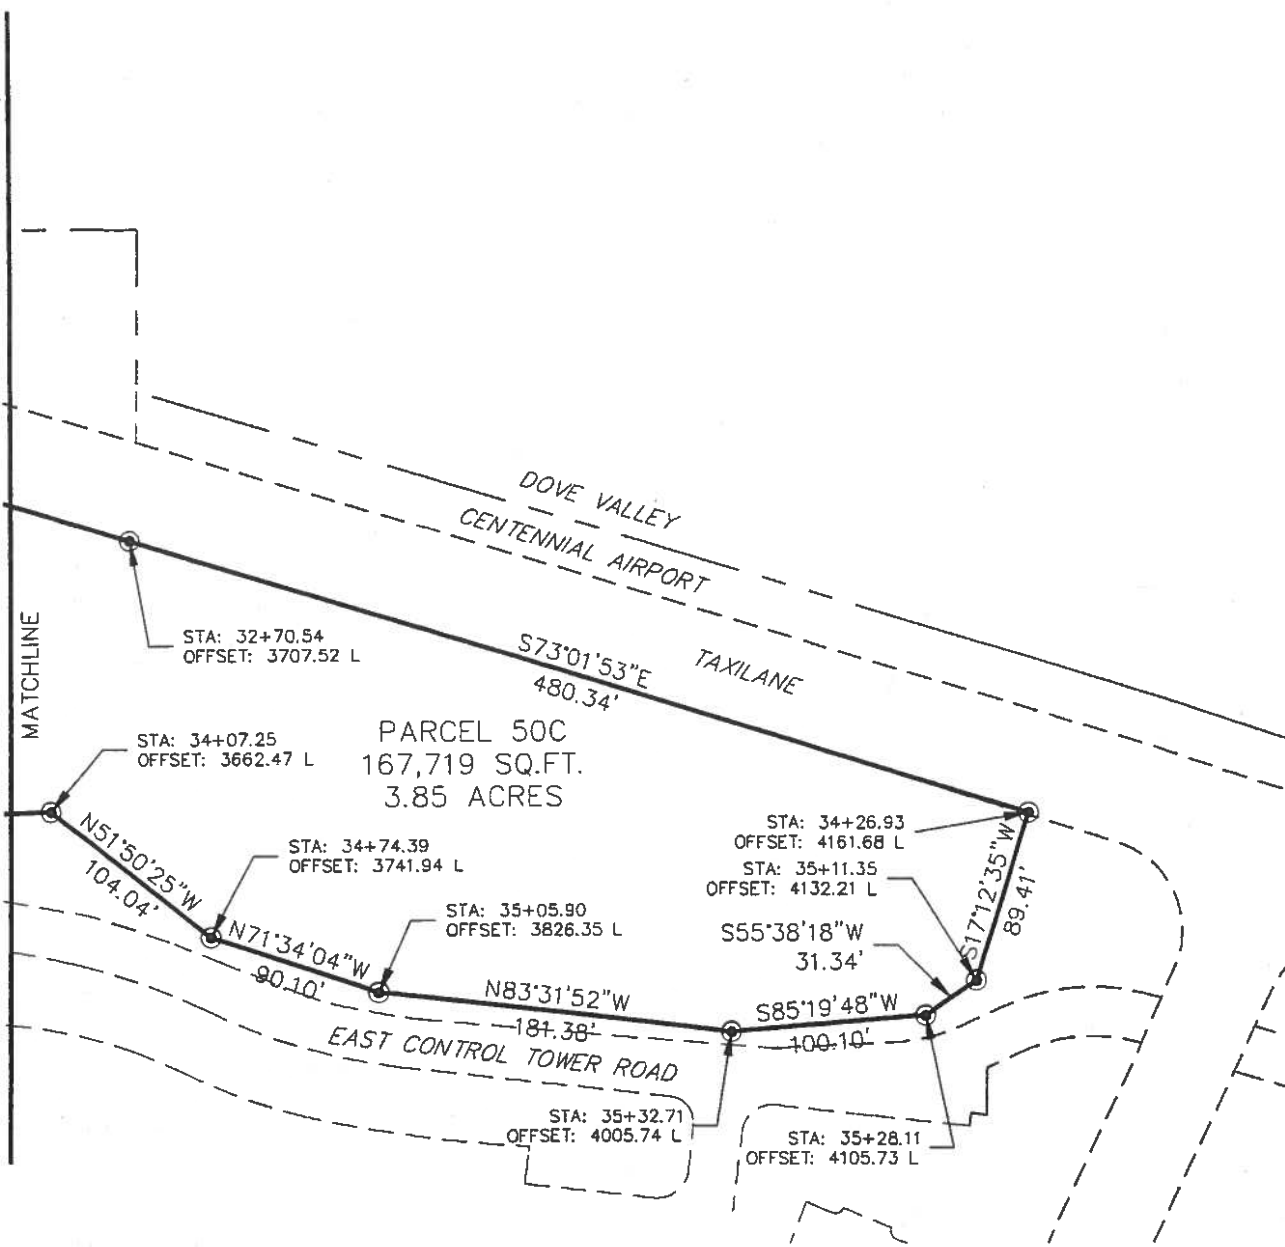 DOVE VALLEY
CENTENNIAL AIRPORT
TAXILANE
MATCHLINE
STA: 32+70.54
OFFSET: 3707.52 L
S73°01'53"E
480.34'
PARCEL 50C
167,719 SQ.FT.
3.85 ACRES
STA: 34+07.25
OFFSET: 3662.47 L
N51°50'25"W
104.04'
STA: 34+74.39
OFFSET: 3741.94 L
STA: 34+26.93
OFFSET: 4161.68 L
STA: 35+11.35
OFFSET: 4132.21 L
S17°12'35"W
89.41'
N71°34'04"W
90.10'
STA: 35+05.90
OFFSET: 3826.35 L
S55°38'18"W
31.34'
N83°31'52"W
181.38'
S85°19'48"W
100.10'
EAST CONTROL TOWER ROAD
STA: 35+32.71
OFFSET: 4005.74 L
STA: 35+28.11
OFFSET: 4105.73 L